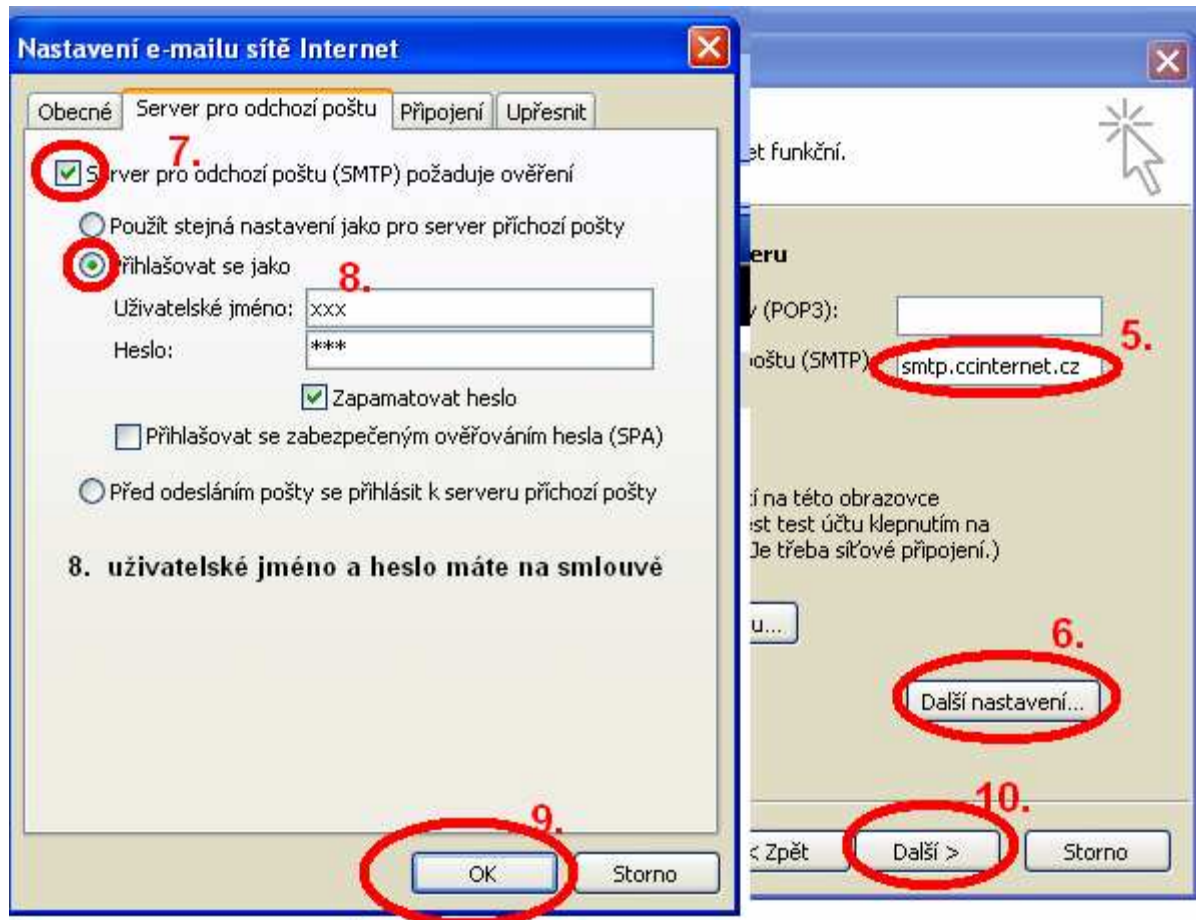 Nastavení e-mailu sítě Internet
Obecné Server pro odchozí poštu Připojení Upřesnit
7.
Server pro odchozí poštu (SMTP) požaduje ověření
Použít stejná nastavení jako pro server příchozí pošty
Přihlašovat se jako
8.
Uživatelské jméno: xxx
Heslo: ***
Zapamatovat heslo
Přihlašovat se zabezpečeným ověřováním hesla (SPA)
Před odesláním pošty se přihlásit k serveru příchozí pošty
8. uživatelské jméno a heslo máte na smlouvě
9.
OK Storno
et funkční.
eru
y (POP3):
5.
oštu (SMTP) smtp.ccinternet.cz
í na této obrazovce
st test účtu klepnutím na
Je třeba síťové připojení.)
u...
6.
Další nastavení...
10.
< Zpět Další > Storno